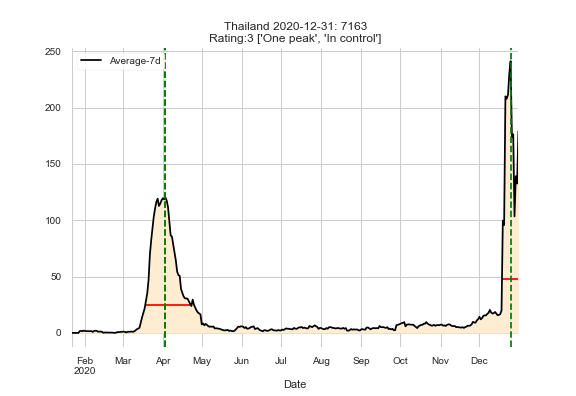 Thailand 2020-12-31: 7163
Rating:3 ['One peak', 'In control']
Average-7d
250
200
150
100
50
0
Feb Mar Apr May Jun Jul Aug Sep Oct Nov Dec
2020
Date